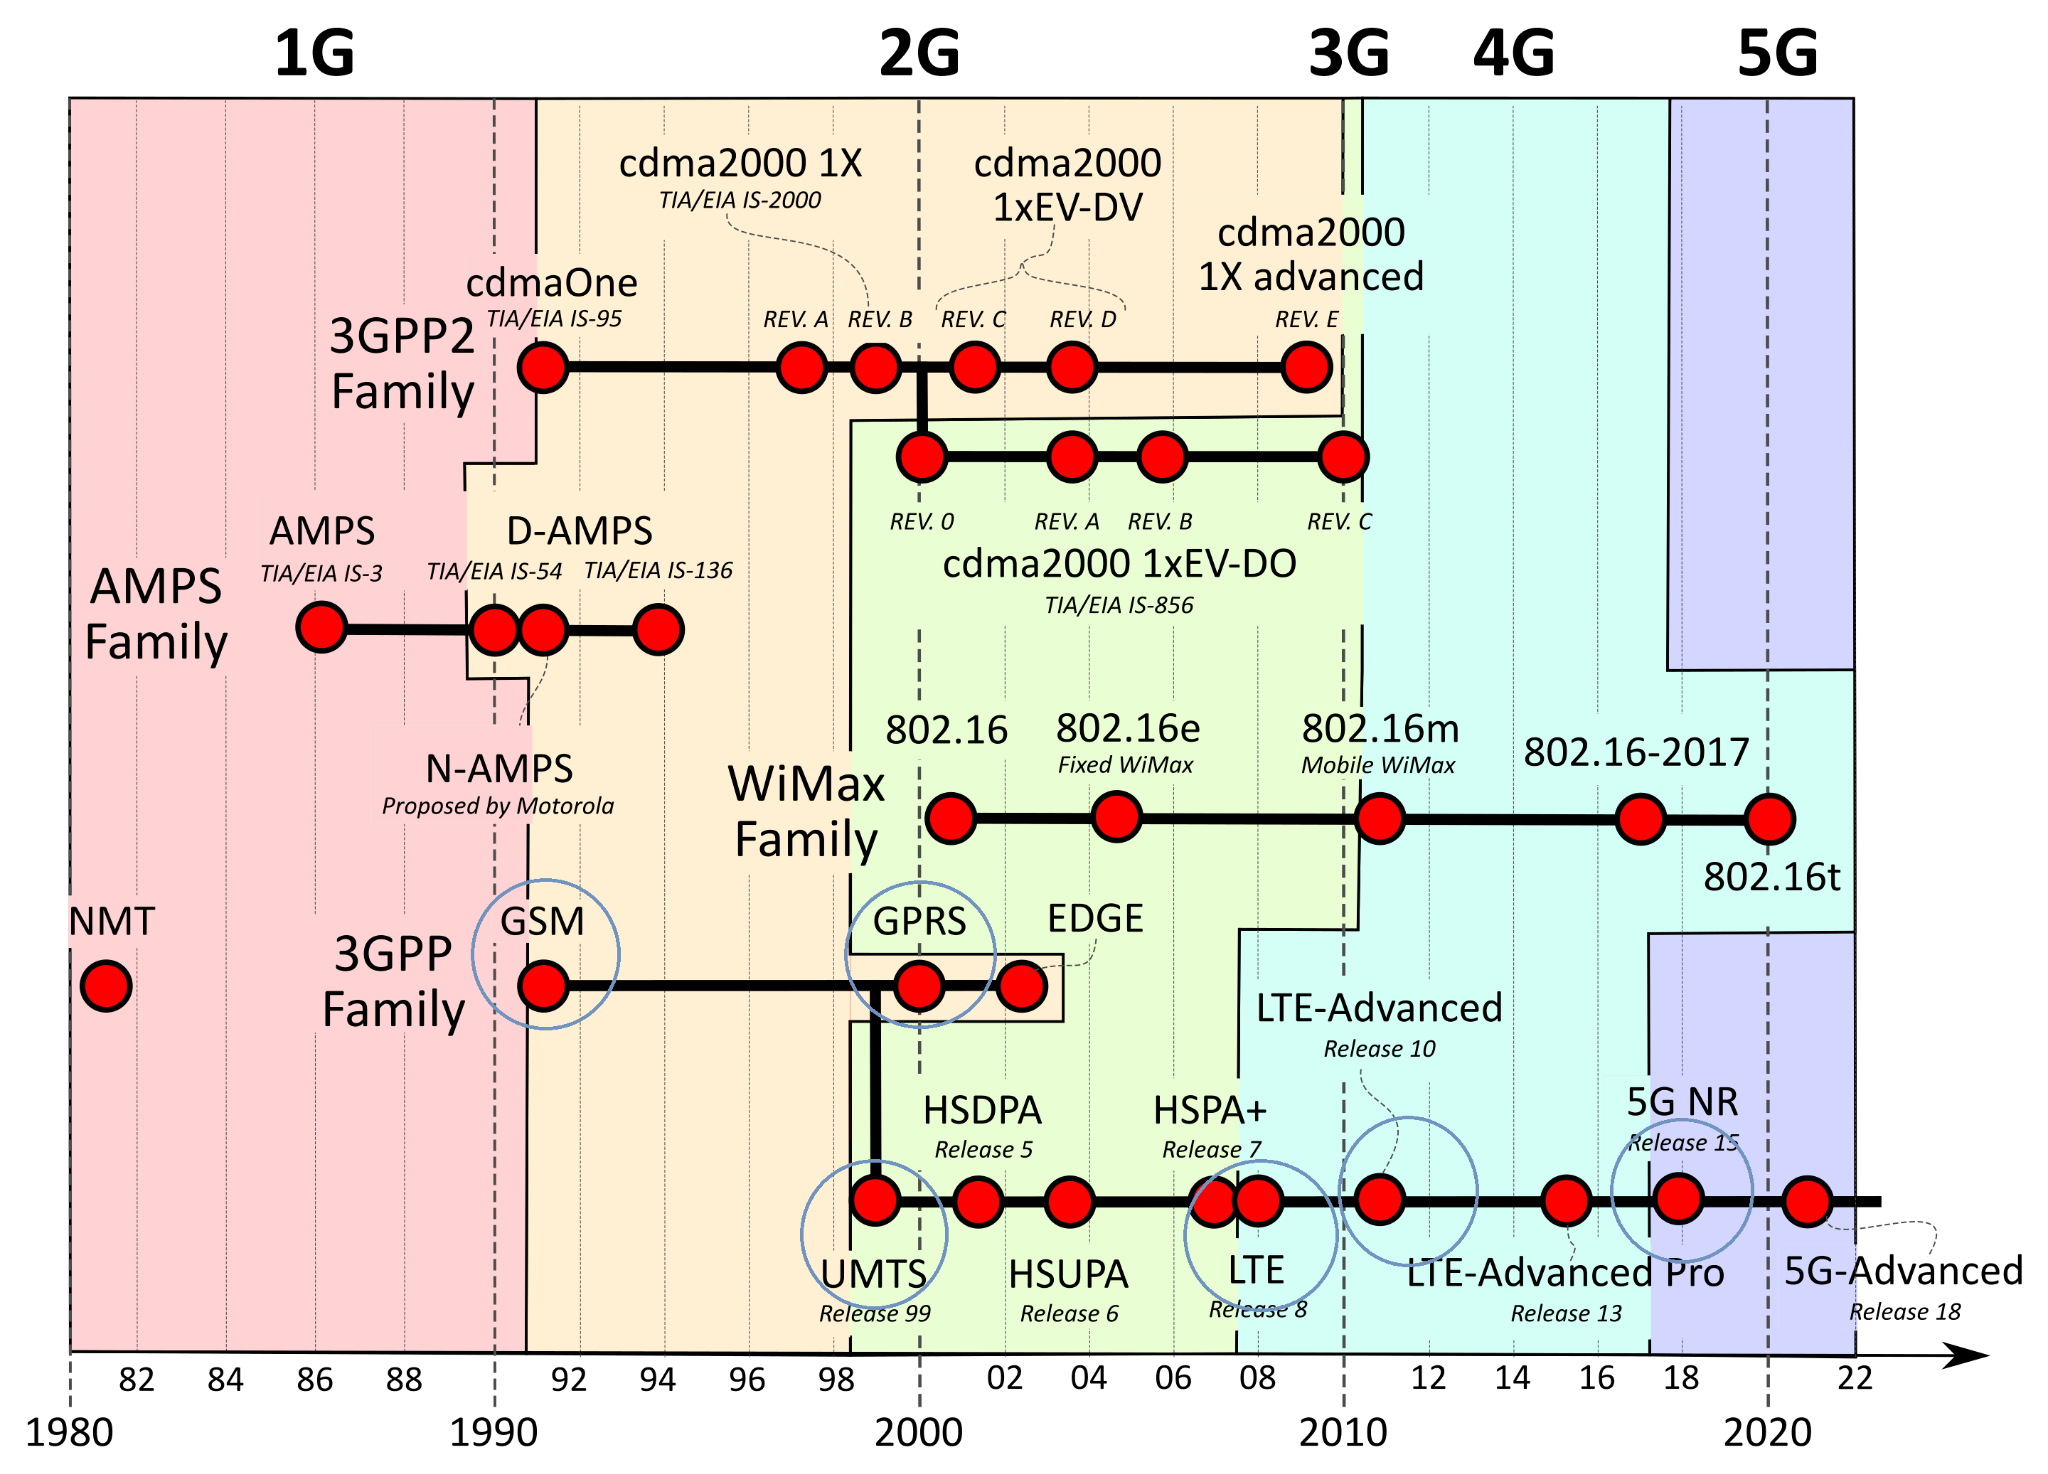 1G 2G 3G 4G 5G
cdma2000 1X
TIA/EIA IS-2000
cdma2000
1xEV-DV
cdma2000
1X advanced
cdmaOne
TIA/EIA IS-95
REV. A REV. B REV. C REV. D REV. E
3GPP2
Family
REV. 0 REV. A REV. B REV. C
cdma2000 1xEV-DO
TIA/EIA IS-856
AMPS
TIA/EIA IS-3
D-AMPS
TIA/EIA IS-54 TIA/EIA IS-136
AMPS
Family
N-AMPS
Proposed by Motorola
WiMax
Family
802.16
802.16e
Fixed WiMax
802.16m
Mobile WiMax
802.16-2017
802.16t
NMT
3GPP
Family
GSM
GPRS
EDGE
LTE-Advanced
Release 10
HSDPA
Release 5
HSPA+
Release 7
5G NR
Release 15
UMTS
Release 99
HSUPA
Release 6
LTE
Release 8
LTE-Advanced Pro
Release 13
5G-Advanced
Release 18
82 84 86 88 92 94 96 98 02 04 06 08 12 14 16 18 22
1980 1990 2000 2010 2020